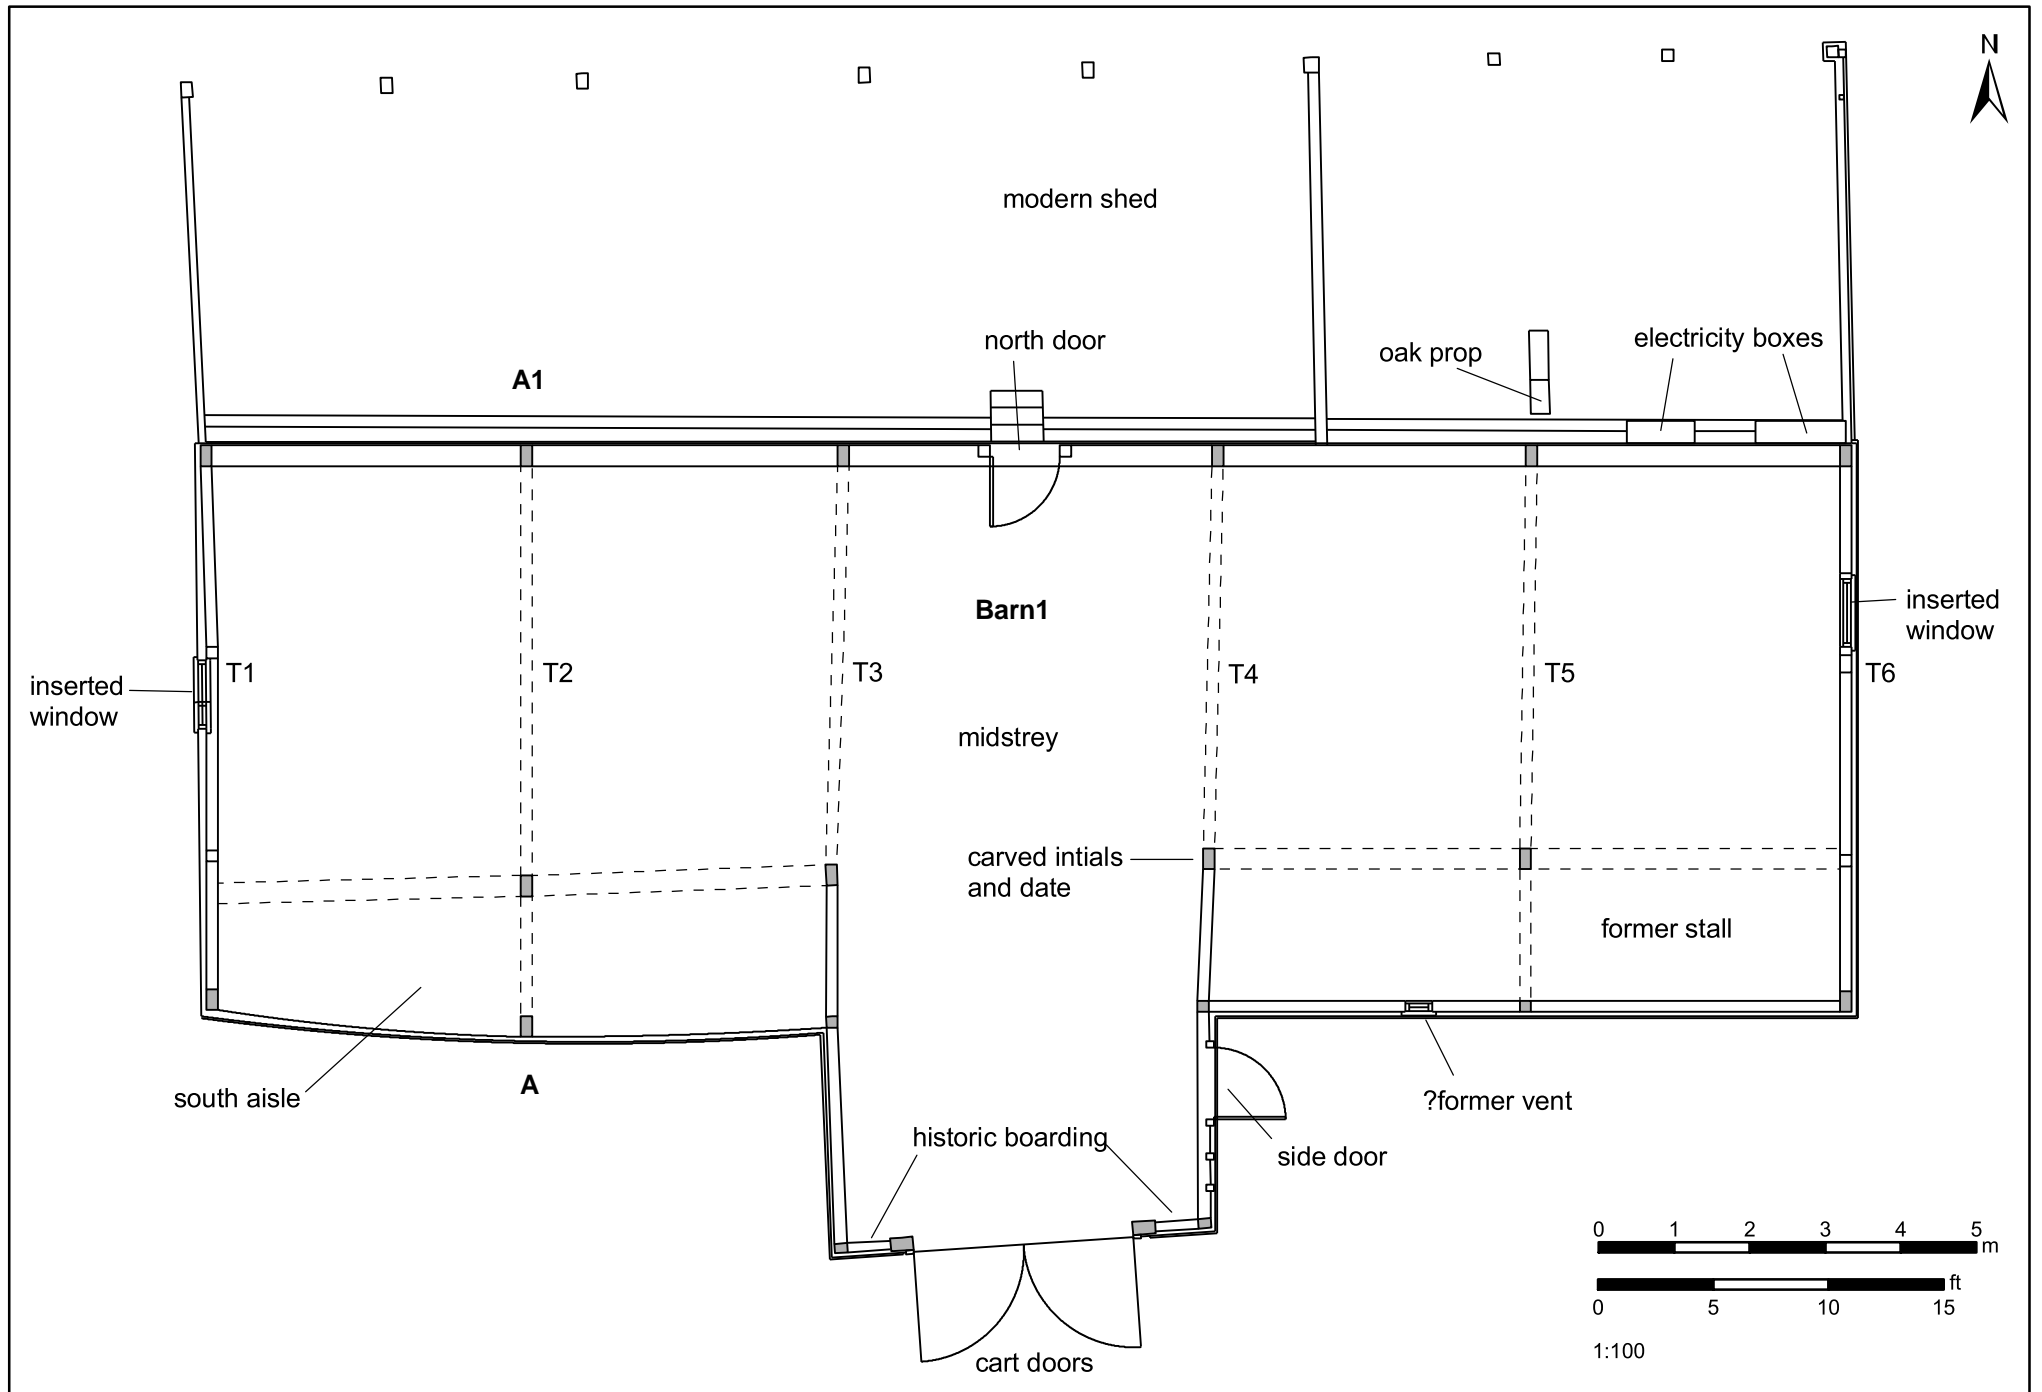 N
modern shed
north door
oak prop
electricity boxes
A1
Barn1
inserted
window
T1
T2
T3
T4
T5
T6
inserted
window
midstrey
carved intials
and date
former stall
south aisle
A
?former vent
historic boarding
side door
0 1 2 3 4 5
m
ft
0 5 10 15
1:100
cart doors